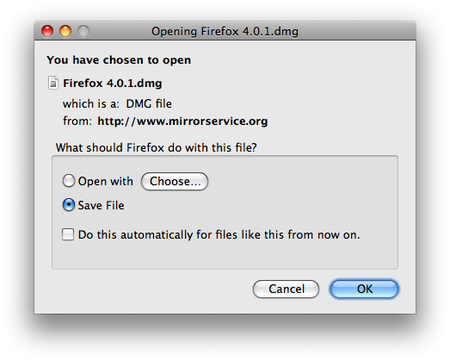 Opening Firefox 4.0.1.dmg
You have chosen to open
Firefox 4.0.1.dmg
which is a: DMG file
from: http://www.mirrorservice.org
What should Firefox do with this file?
Open with Choose...
Save File
Do this automatically for files like this from now on.
Cancel OK